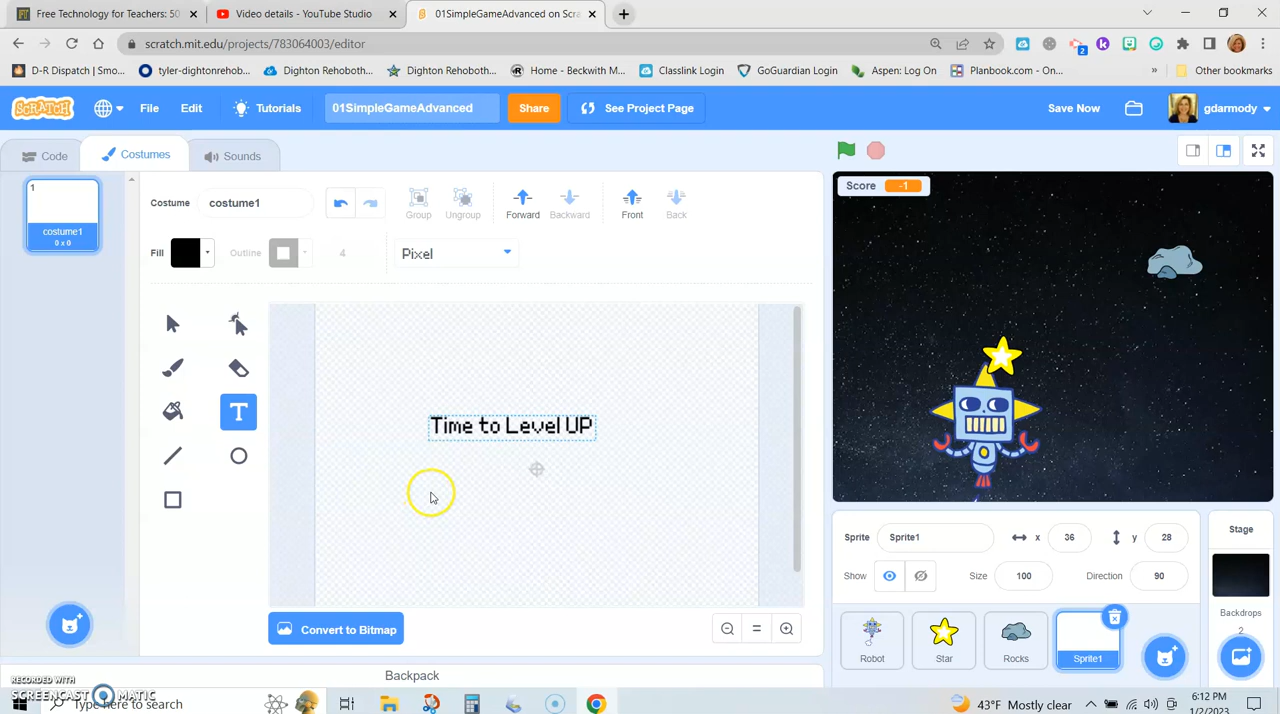 Free Technology for Teachers: 50
Video details - YouTube Studio
01SimpleGameAdvanced on Scra
scratch.mit.edu/projects/783064003/editor
2
D-R Dispatch | Smo...
tyler-dightonrehob...
Dighton Rehoboth...
Dighton Rehoboth...
Home - Beckwith M...
Classlink Login
GoGuardian Login
Aspen: Log On
Planbook.com - On...
»
Other bookmarks
SCRATCH
File
Edit
Tutorials
01SimpleGameAdvanced
Share
See Project Page
Save Now
gdarmody
Code
Costumes
Sounds
1
costume1
0 x 0
Costume
costume1
Group
Ungroup
Forward
Backward
Front
Back
Fill
Outline
4
Pixel
T
Time to Level UP
Convert to Bitmap
Backpack
Score -1
Sprite
Sprite1
x
36
y
28
Show
Size
100
Direction
90
Stage
Backdrops
2
Robot
Star
Rocks
Sprite1
RECORDED WITH
SCREENCAST MATIC
Type here to search
43°F Mostly clear
6:12 PM
1/2/2023